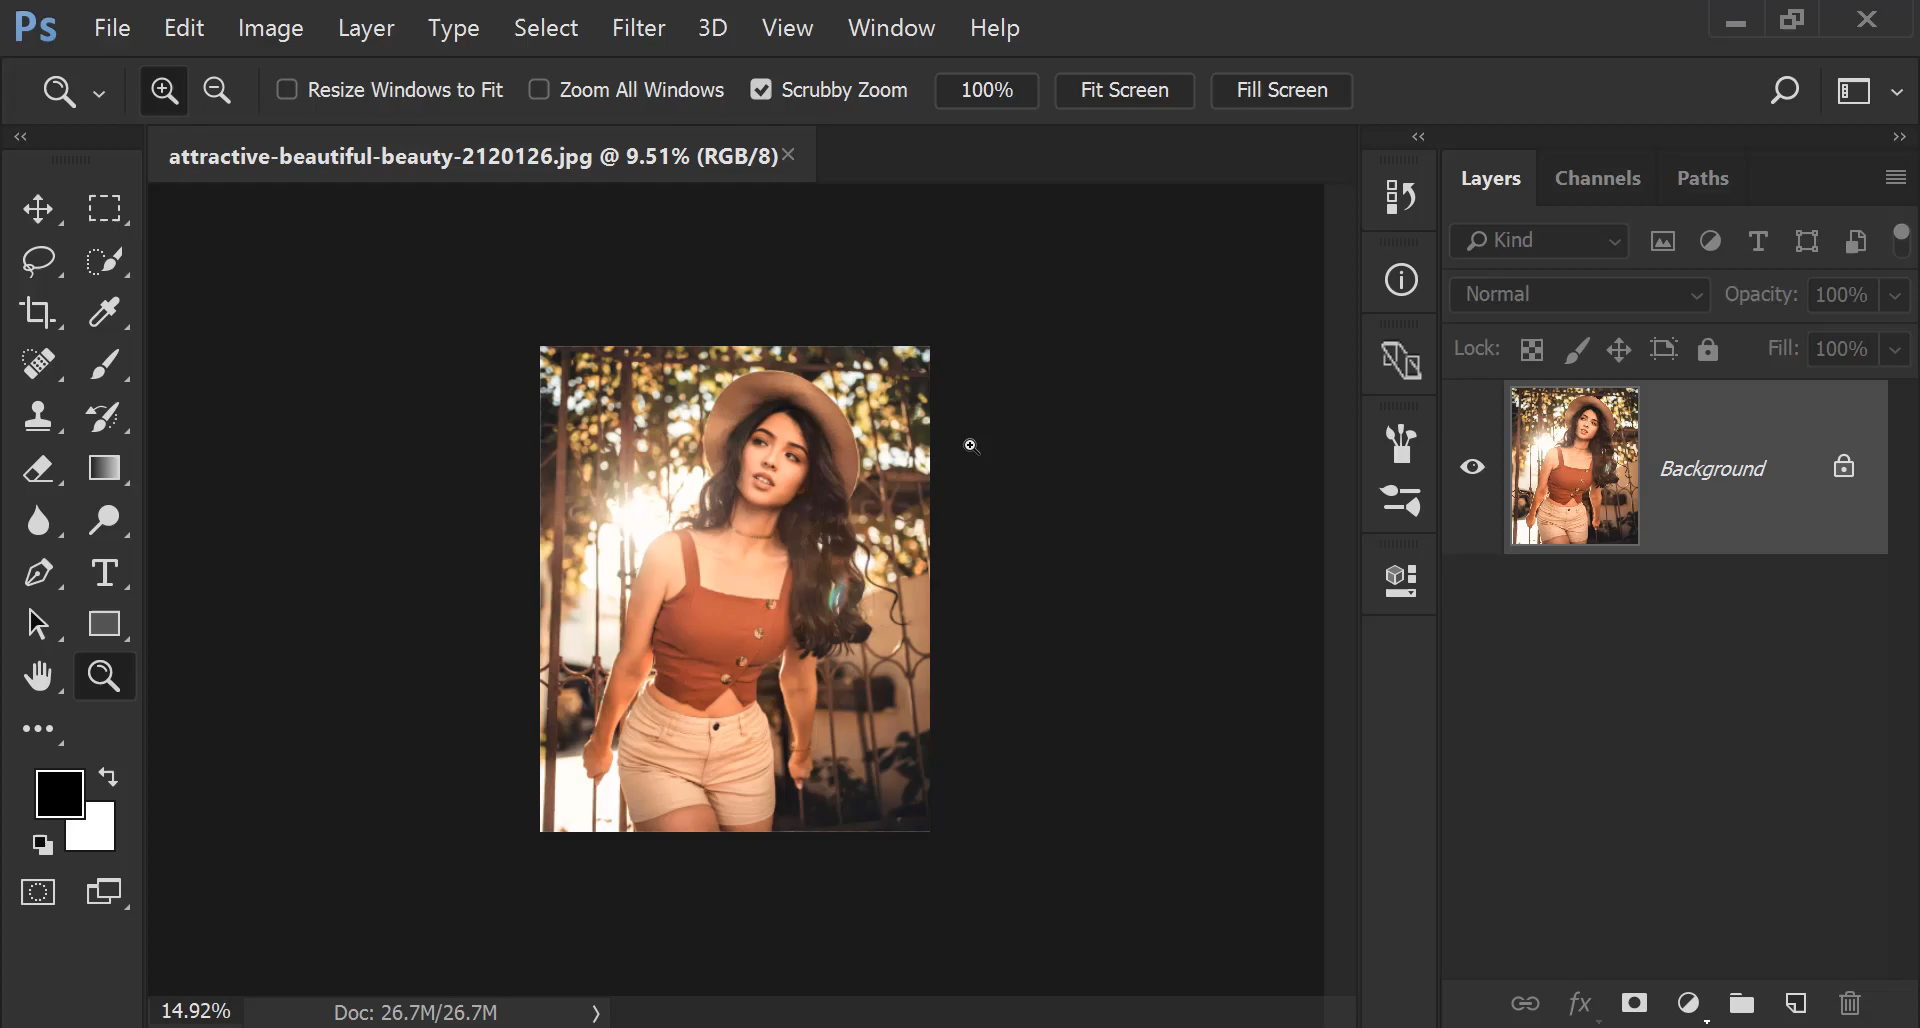 Ps File Edit Image Layer Type Select Filter 3D View Window Help
Resize Windows to Fit Zoom All Windows Scrubby Zoom 100% Fit Screen Fill Screen
attractive-beautiful-beauty-2120126.jpg @ 9.51% (RGB/8)
Layers Channels Paths
Kind
Normal Opacity: 100%
Lock: Fill: 100%
Background
fx
14.92% Doc: 26.7M/26.7M